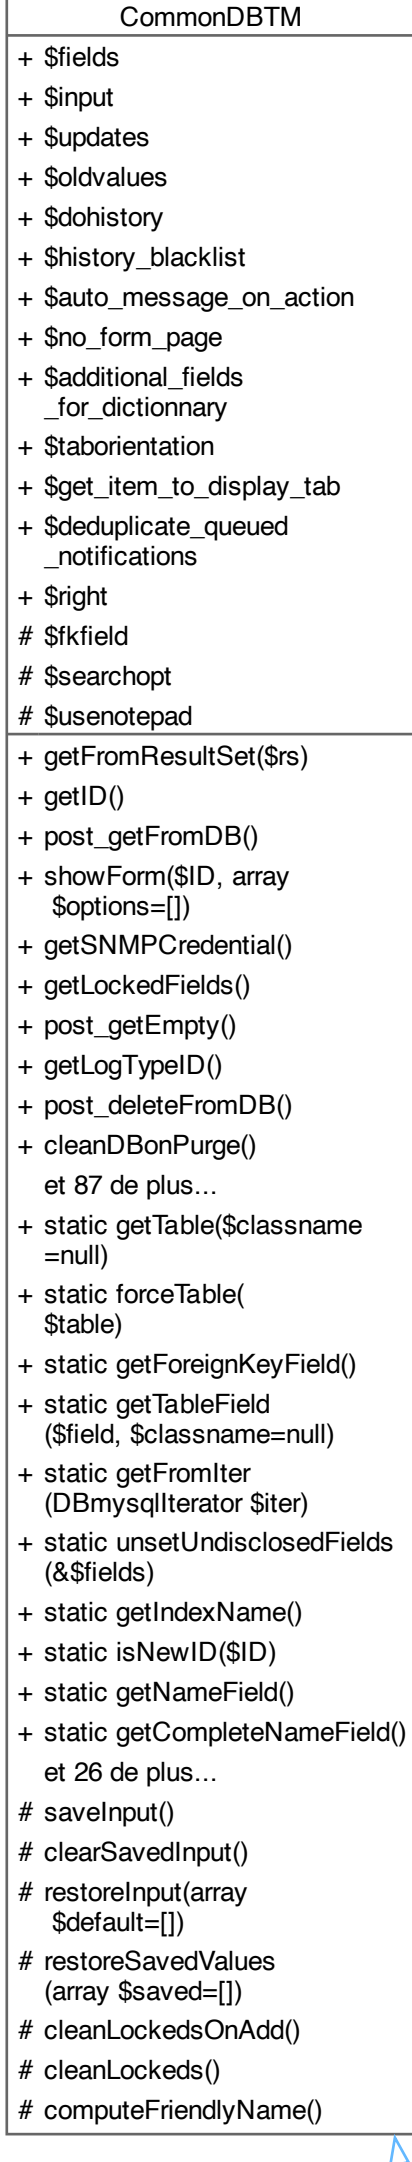 CommonDBTM
+ $fields
+ $input
+ $updates
+ $oldvalues
+ $dohistory
+ $history_blacklist
+ $auto_message_on_action
+ $no_form_page
+ $additional_fields
_for_dictionnary
+ $taborientation
+ $get_item_to_display_tab
+ $deduplicate_queued
_notifications
+ $right
# $fkfield
# $searchopt
# $usenotepad
+ getFromResultSet($rs)
+ getID()
+ post_getFromDB()
+ showForm($ID, array
$options=[])
+ getSNMPCredential()
+ getLockedFields()
+ post_getEmpty()
+ getLogTypeID()
+ post_deleteFromDB()
+ cleanDBonPurge()
et 87 de plus...
+ static getTable($classname
=null)
+ static forceTable(
$table)
+ static getForeignKeyField()
+ static getTableField
($field, $classname=null)
+ static getFromIter
(DBmysqlIterator $iter)
+ static unsetUndisclosedFields
(&$fields)
+ static getIndexName()
+ static isNewID($ID)
+ static getNameField()
+ static getCompleteNameField()
et 26 de plus...
# saveInput()
# clearSavedInput()
# restoreInput(array
$default=[])
# restoreSavedValues
(array $saved=[])
# cleanLockedsOnAdd()
# cleanLockeds()
# computeFriendlyName()